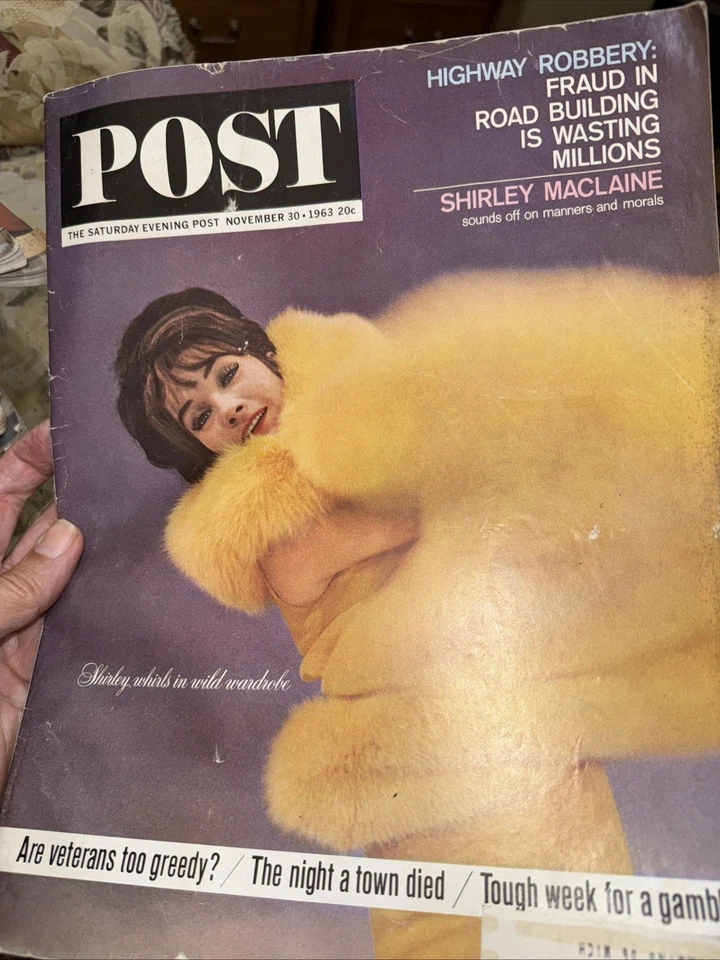 POST
THE SATURDAY EVENING POST NOVEMBER 30 • 1963 20c
HIGHWAY ROBBERY:
FRAUD IN
ROAD BUILDING
IS WASTING
MILLIONS
SHIRLEY MACLAINE
sounds off on manners and morals
Shirley whirls in wild wardrobe
Are veterans too greedy? / The night a town died / Tough week for a gamb